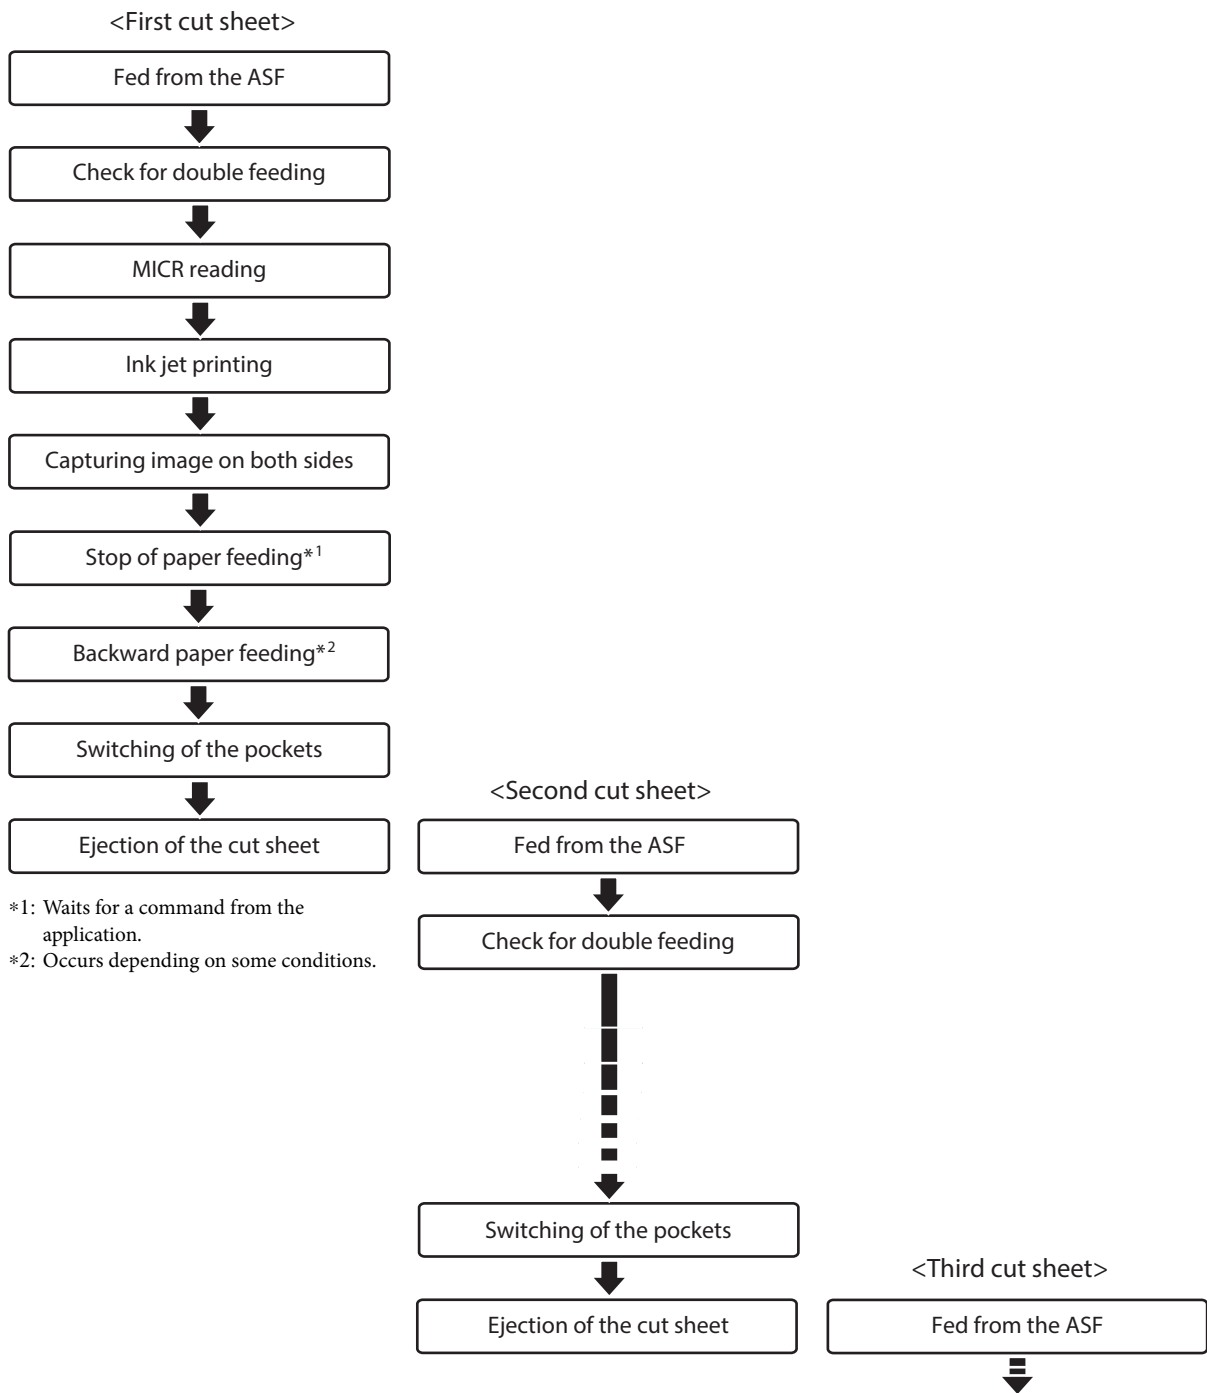 <First cut sheet>
Fed from the ASF
Check for double feeding
MICR reading
Ink jet printing
Capturing image on both sides
Stop of paper feeding*1
Backward paper feeding*2
Switching of the pockets
Ejection of the cut sheet
*1: Waits for a command from the
application.
*2: Occurs depending on some conditions.
<Second cut sheet>
Fed from the ASF
Check for double feeding
Switching of the pockets
Ejection of the cut sheet
<Third cut sheet>
Fed from the ASF